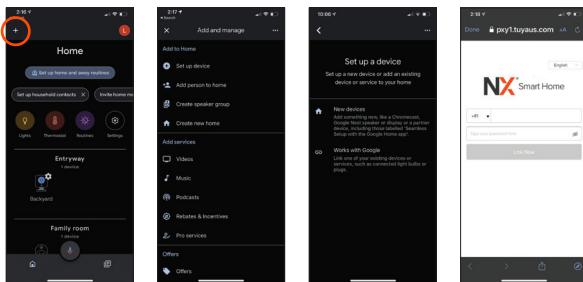 2:16
+
L
Home
Set up home and away routines
Set up household contacts X
Invite home me
Lights
Thermostat
Routines
Settings
Entryway
1 device
Backyard
Family room
1 device
2:17
Search
Add and manage
Add to Home
Set up device
Add person to home
Create speaker group
Create new home
Add services
Videos
Music
Podcasts
Rebates & Incentives
Pro services
Offers
Offers
10:06
Set up a device
Set up a new device or add an existing
device or service to your home
New devices
Add something new, like a Chromecast,
Google Nest speaker or display or a partner
device, including those labelled 'Seamless
Setup with the Google Home app'.
Works with Google
Link one of your existing devices or
services, such as connected light bulbs or
plugs.
2:18
Done pxy1.tuyaus.com AA
English
NX Smart Home
+61
Type your password here
Link Now